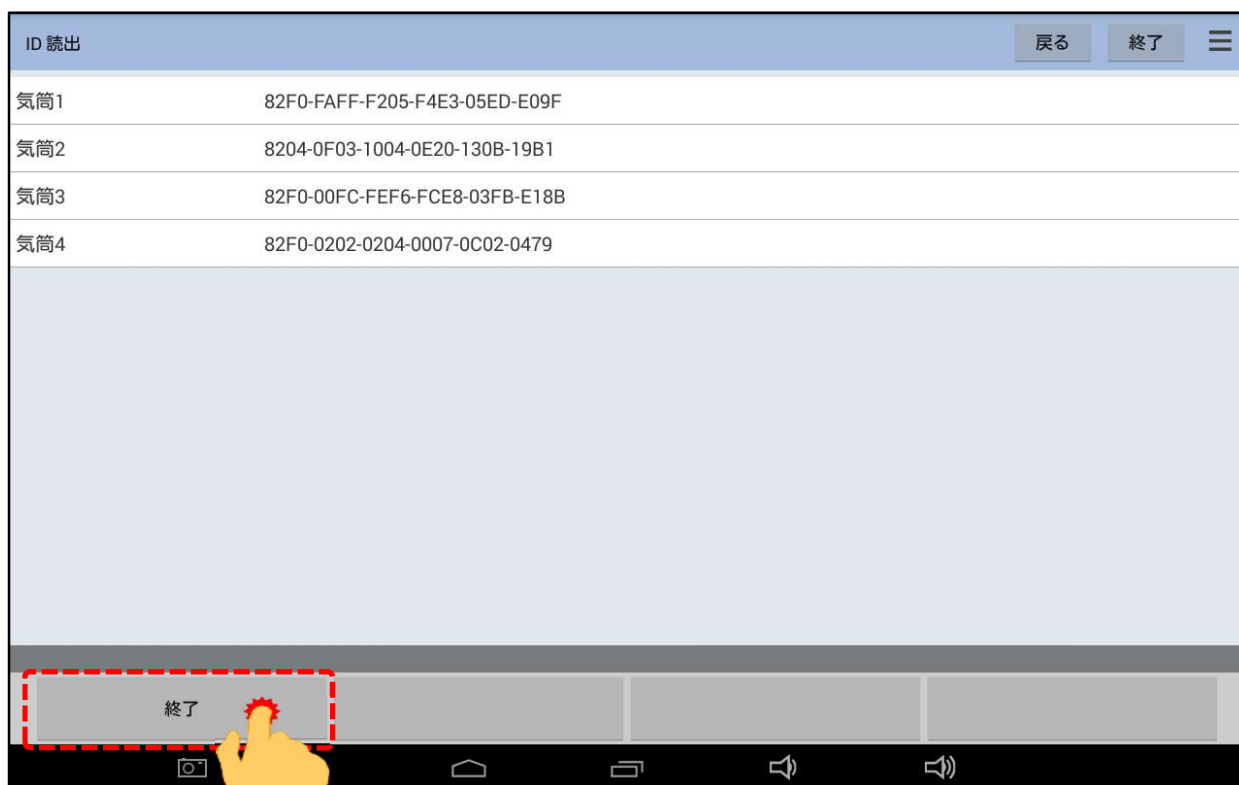 ID 読出 戻る 終了
気筒1 82F0-FAFF-F205-F4E3-05ED-E09F
気筒2 8204-0F03-1004-0E20-130B-19B1
気筒3 82F0-00FC-FEF6-FCE8-03FB-E18B
気筒4 82F0-0202-0204-0007-0C02-0479
終了